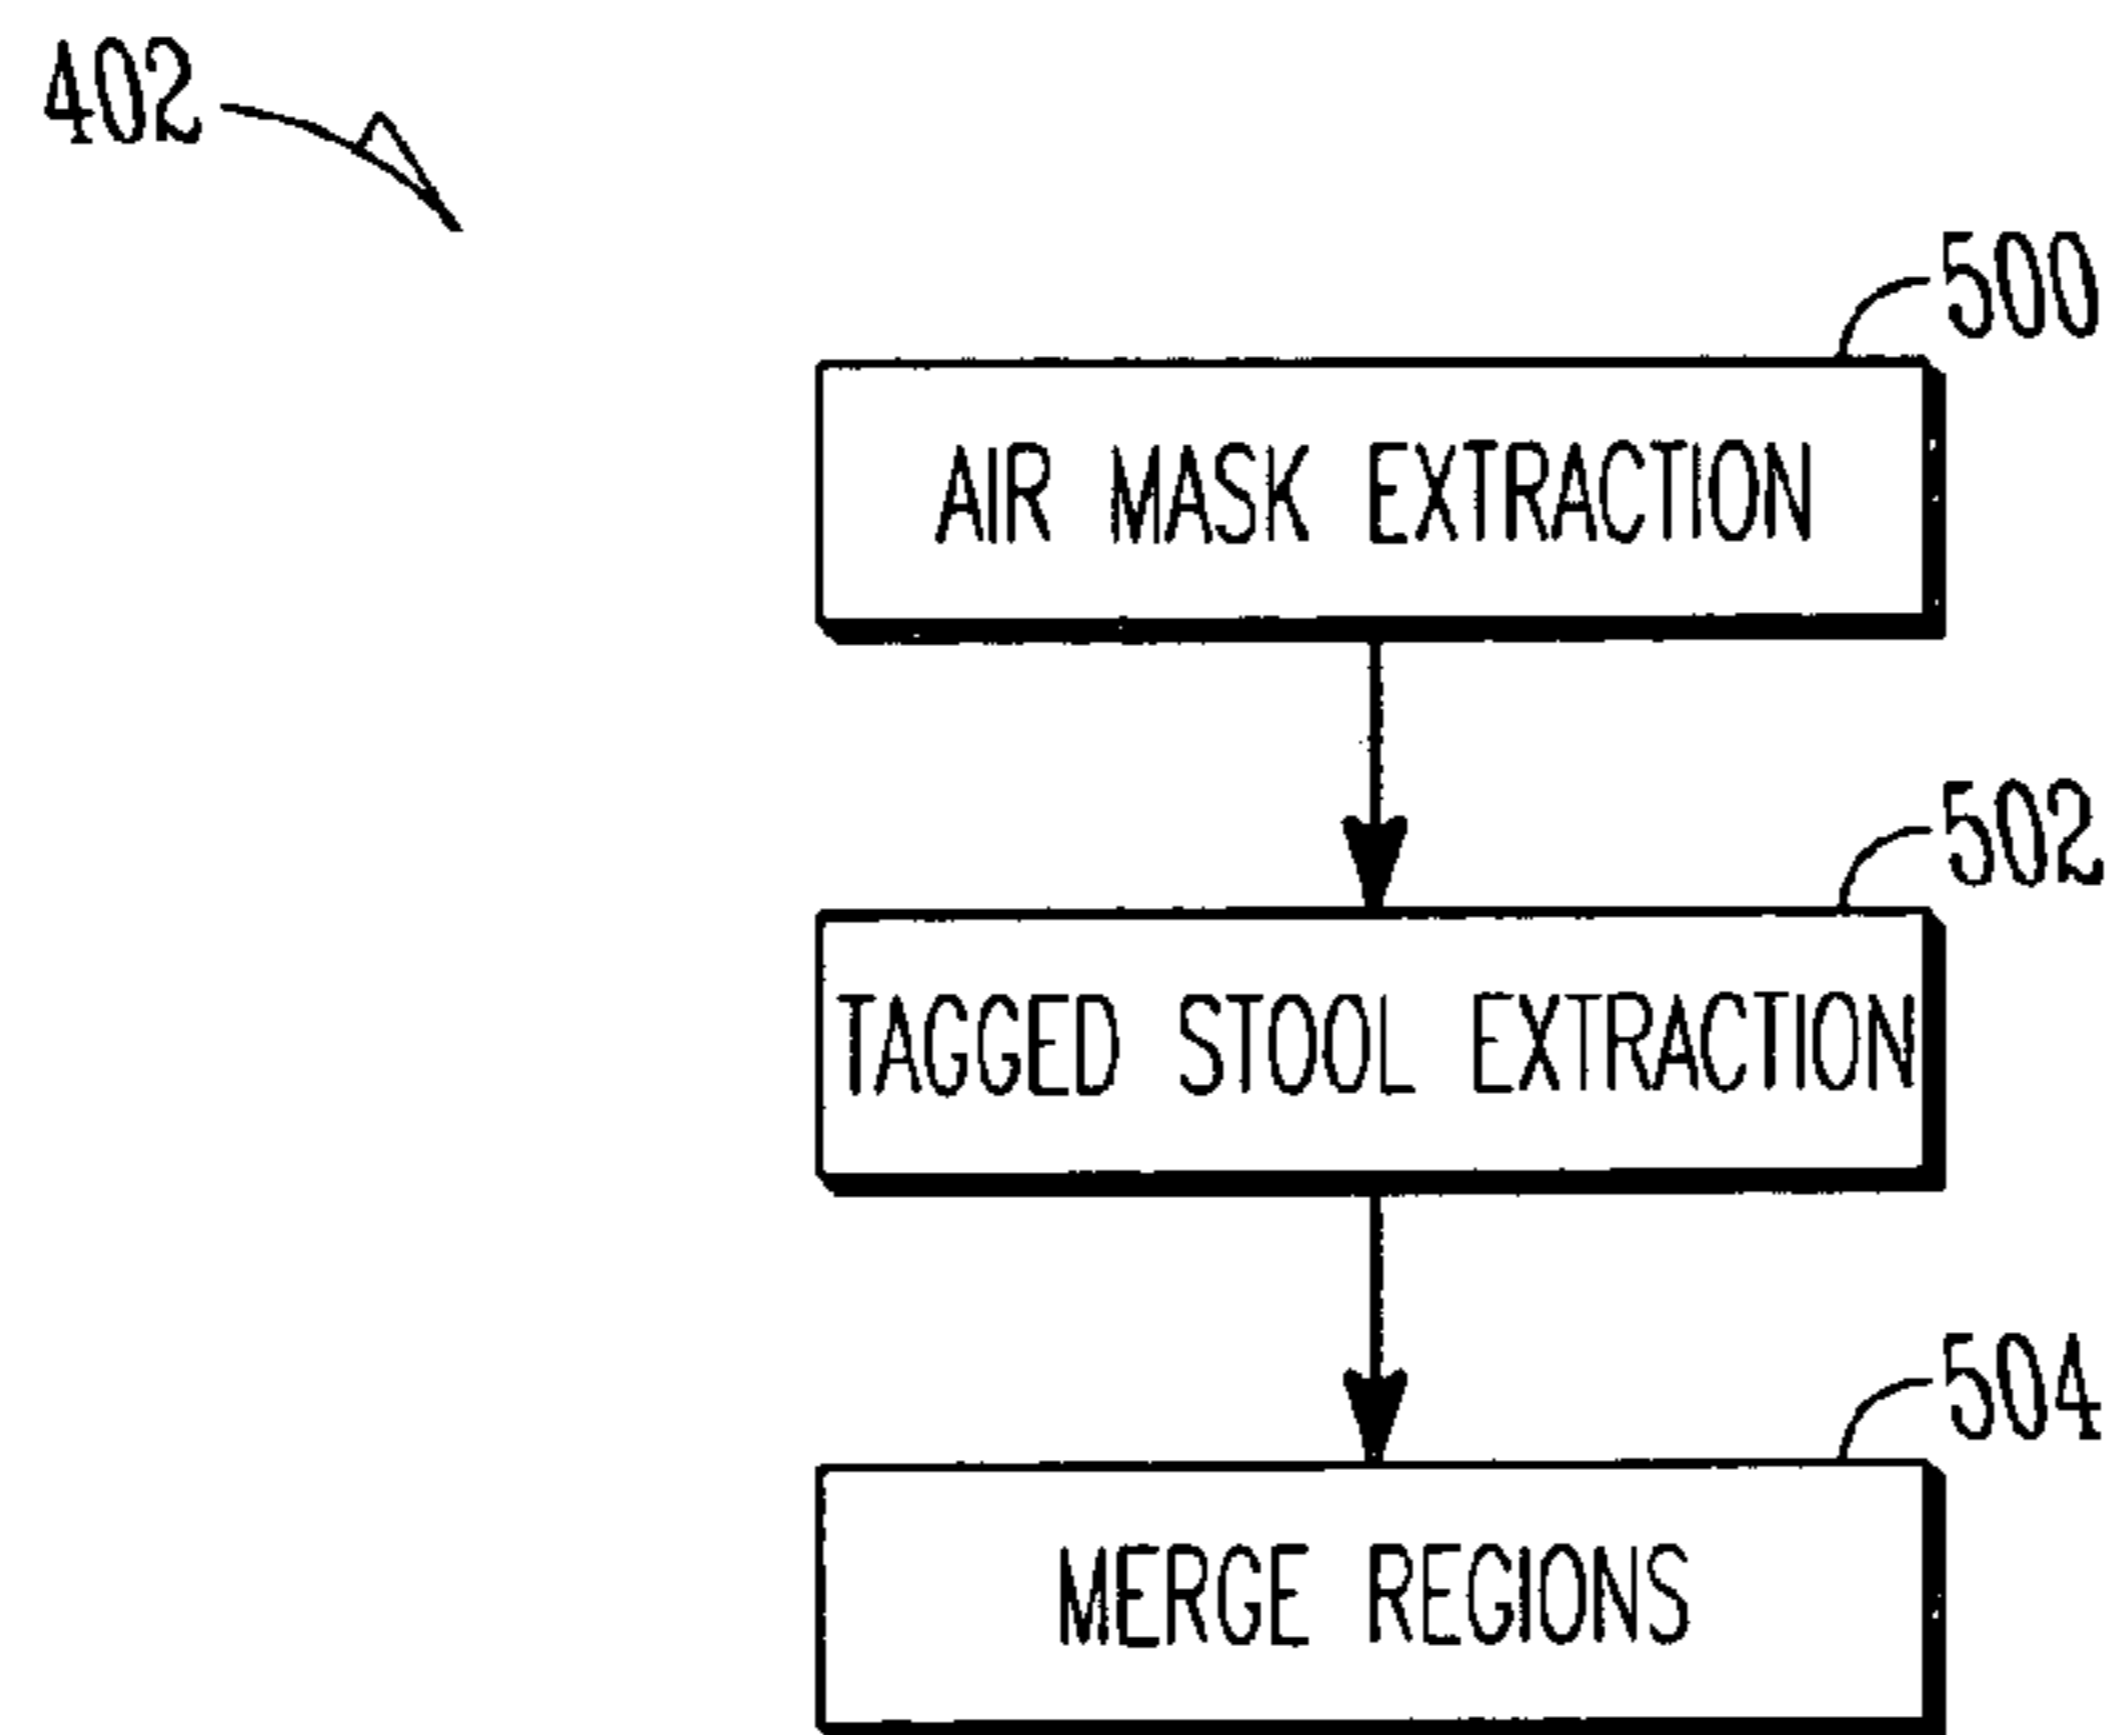 402
500
AIR MASK EXTRACTION
502
TAGGED STOOL EXTRACTION
504
MERGE REGIONS